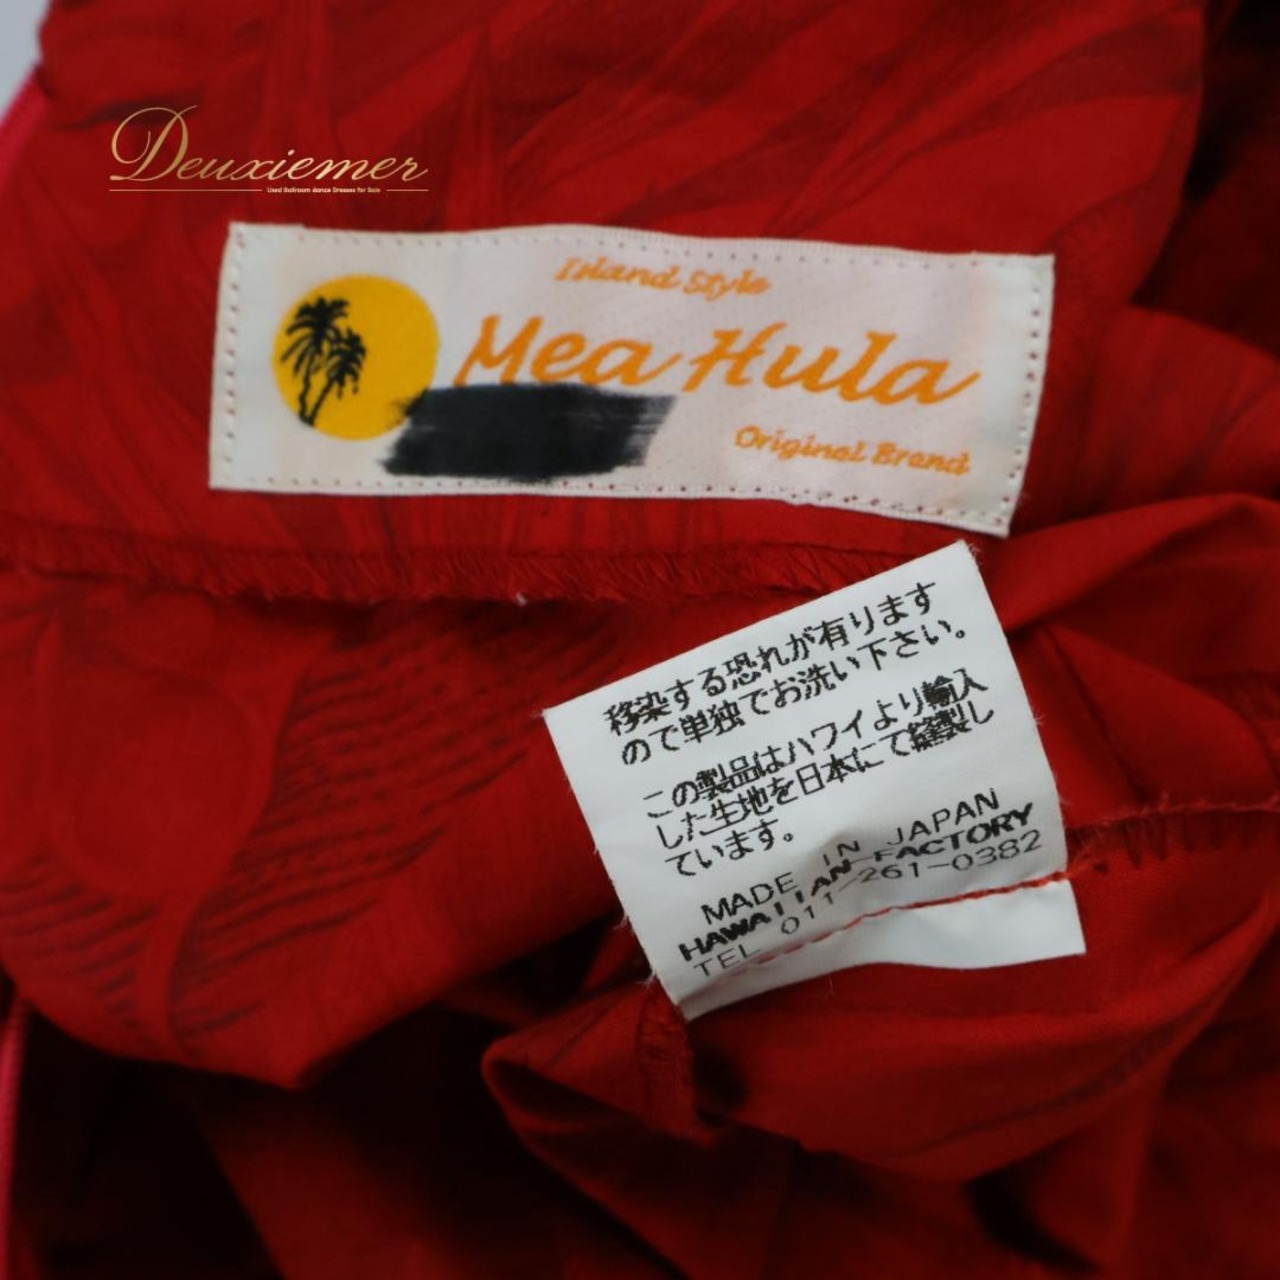 Deuxiemer
Used Ballroom dance Dresses for Sale
Island Style
Mea Hula
Original Brand
移染する恐れが有ります
ので単独でお洗い下さい。
この製品はハワイより輸入
した生地を日本にて縫製し
ています。
MADE IN JAPAN
HAWAIIAN-FACTORY
TEL 011-261-0382